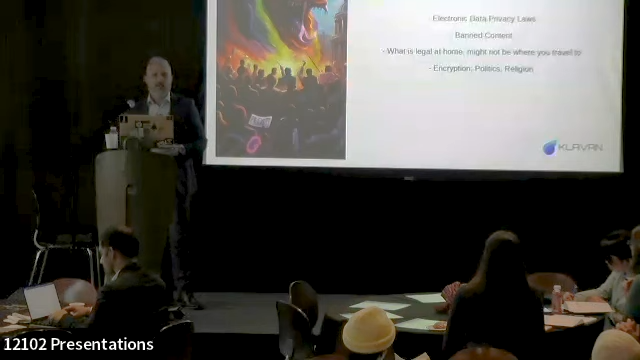 Electronic Data Privacy Laws
Banned Content
- What is legal at home, might not be where you travel to
- Encryption, Politics, Religion
KLAVAN
12102 Presentations